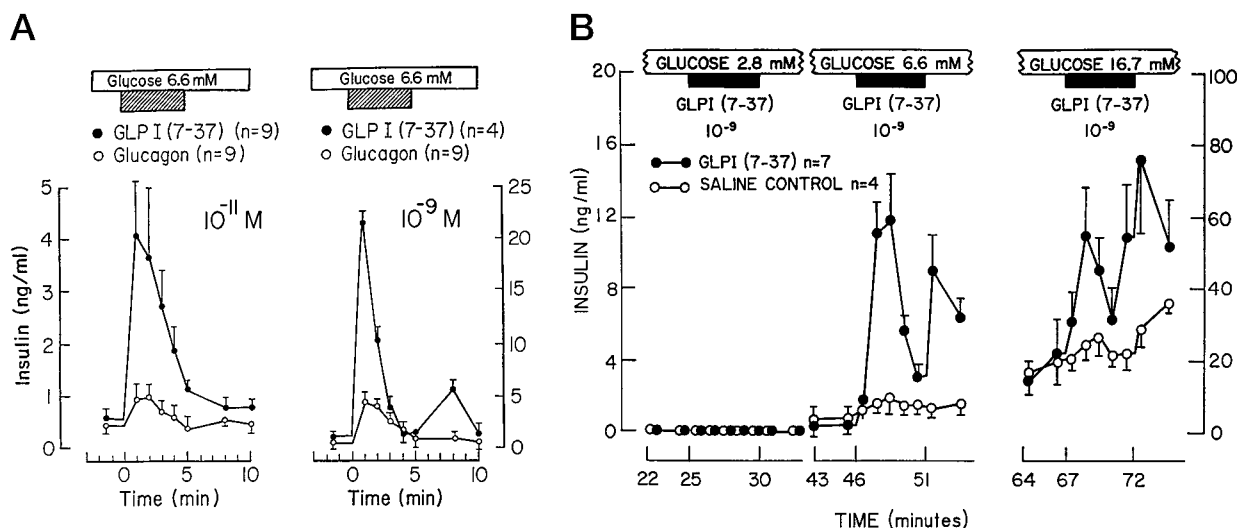 A
Glucose 6.6 mM
Glucose 6.6 mM
GLP I (7-37) (n=9)
Glucagon (n=9)
GLP I (7-37) (n=4)
Glucagon (n=9)
10⁻¹¹ M
10⁻⁹ M
Insulin (ng/ml)
5
4
3
2
1
0
25
20
15
10
5
0
0 5 10
0 5 10
Time (min)
Time (min)
B
GLUCOSE 2.8 mM
GLUCOSE 6.6 mM
GLUCOSE 16.7 mM
GLPI (7-37)
GLPI (7-37)
GLPI (7-37)
10⁻⁹
10⁻⁹
10⁻⁹
GLPI (7-37) n=7
SALINE CONTROL n=4
INSULIN (ng/ml)
20
16
12
8
4
0
100
80
60
40
20
0
22 25 30
43 46 51
64 67 72
TIME (minutes)